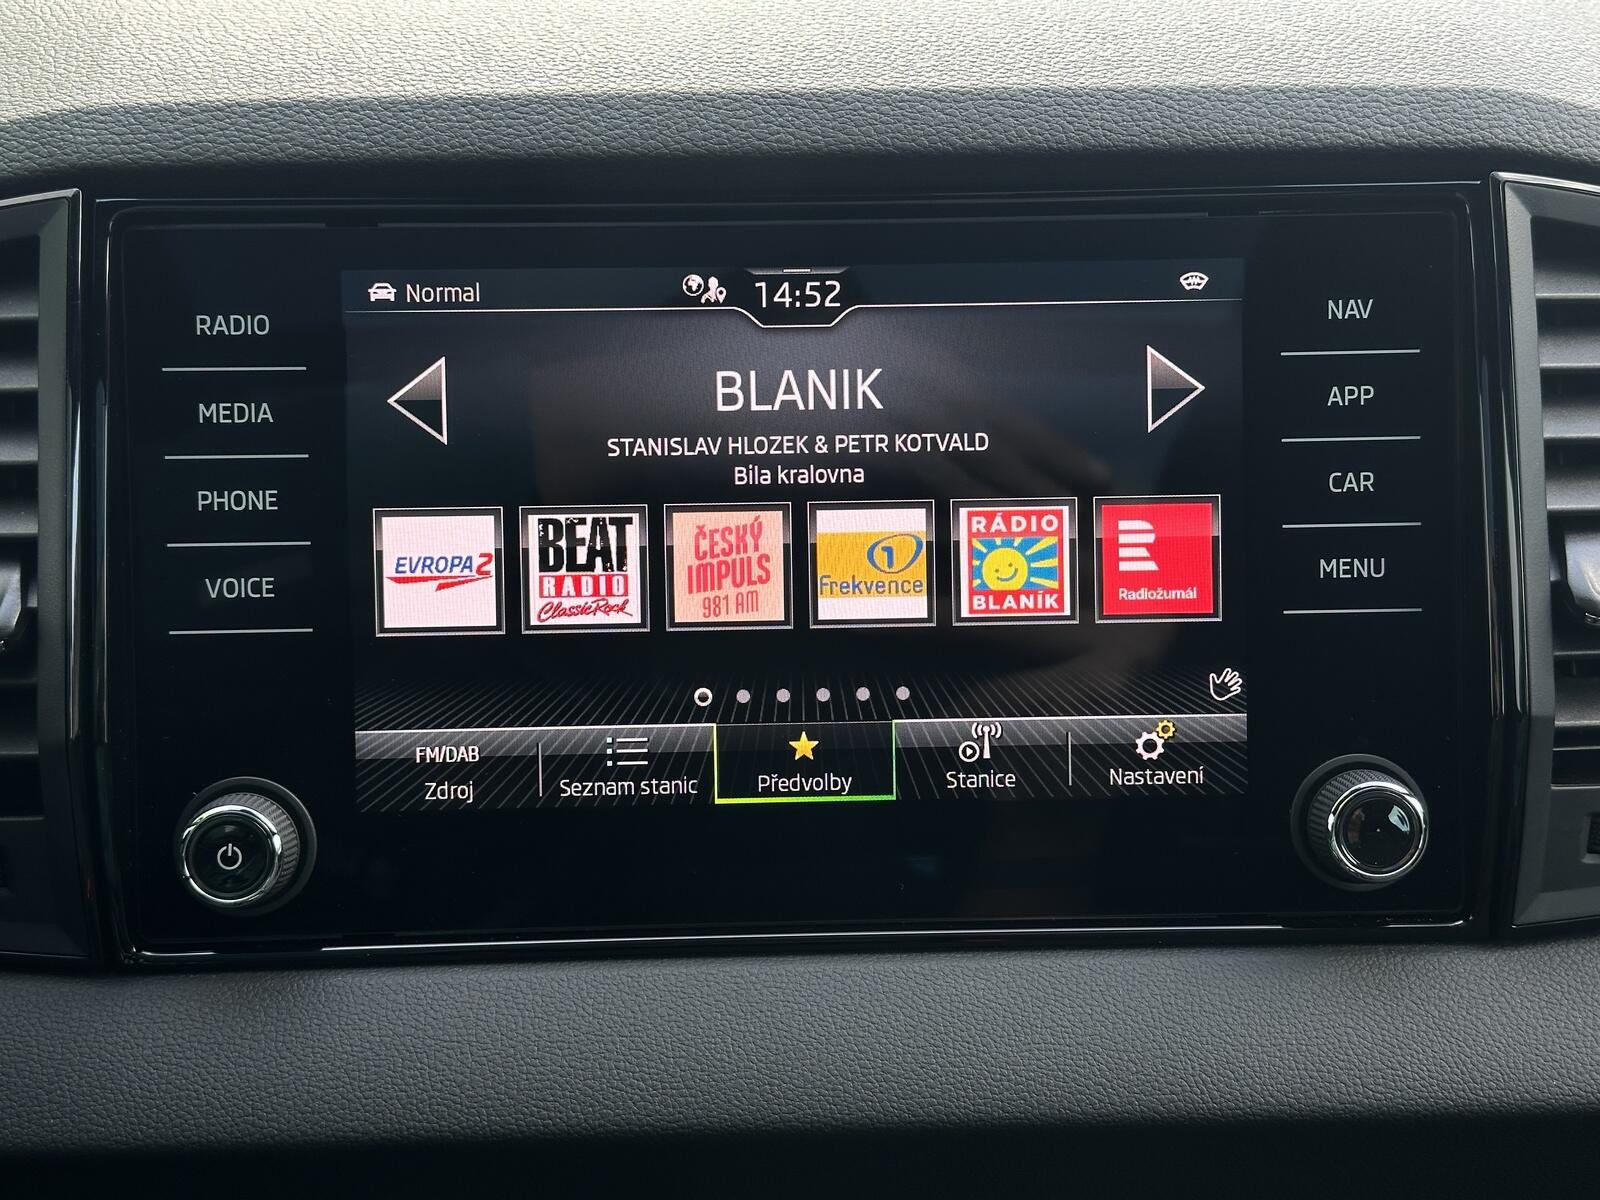 Normal
14:52
BLANIK
STANISLAV HLOZEK & PETR KOTVALD
Bila kralovna
EVROPA 2
BEAT
RADIO
ClassicRock
ČESKÝ
IMPULS
981 AM
1
frekvence
RÁDIO
BLANÍK
R
Radiožurnál
FM/DAB
Zdroj
Seznam stanic
Předvolby
Stanice
Nastavení
RADIO
MEDIA
PHONE
VOICE
NAV
APP
CAR
MENU